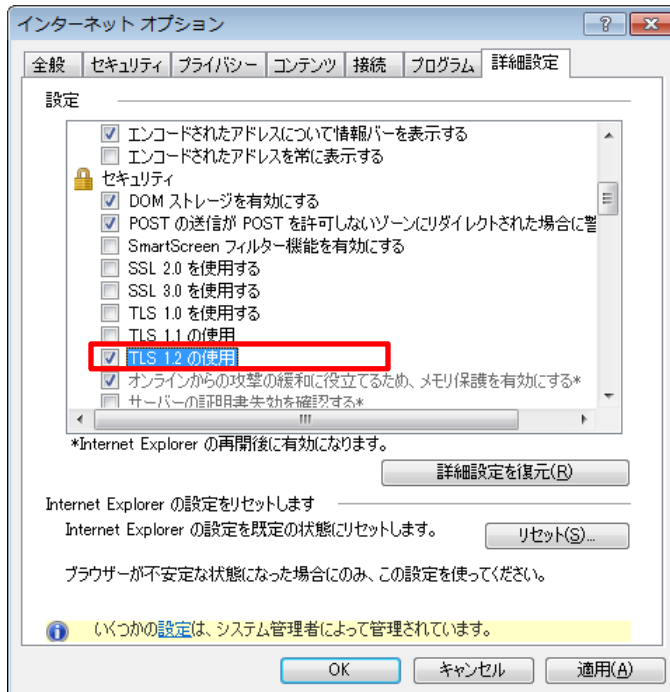 インターネット オプション
全般 セキュリティ プライバシー コンテンツ 接続 プログラム 詳細設定
設定
エンコードされたアドレスについて情報バーを表示する
エンコードされたアドレスを常に表示する
セキュリティ
DOM ストレージを有効にする
POST の送信が POST を許可しないゾーンにリダイレクトされた場合に警
SmartScreen フィルター機能を有効にする
SSL 2.0 を使用する
SSL 3.0 を使用する
TLS 1.0 を使用する
TLS 1.1 の使用
TLS 1.2 の使用
オンラインからの攻撃の緩和に役立てるため、メモリ保護を有効にする*
サーバーの証明書失効を確認する*
*Internet Explorer の再開後に有効になります。
詳細設定を復元(R)
Internet Explorer の設定をリセットします
Internet Explorer の設定を既定の状態にリセットします。
リセット(S)...
ブラウザーが不安定な状態になった場合にのみ、この設定を使ってください。
いくつかの設定は、システム管理者によって管理されています。
OK キャンセル 適用(A)